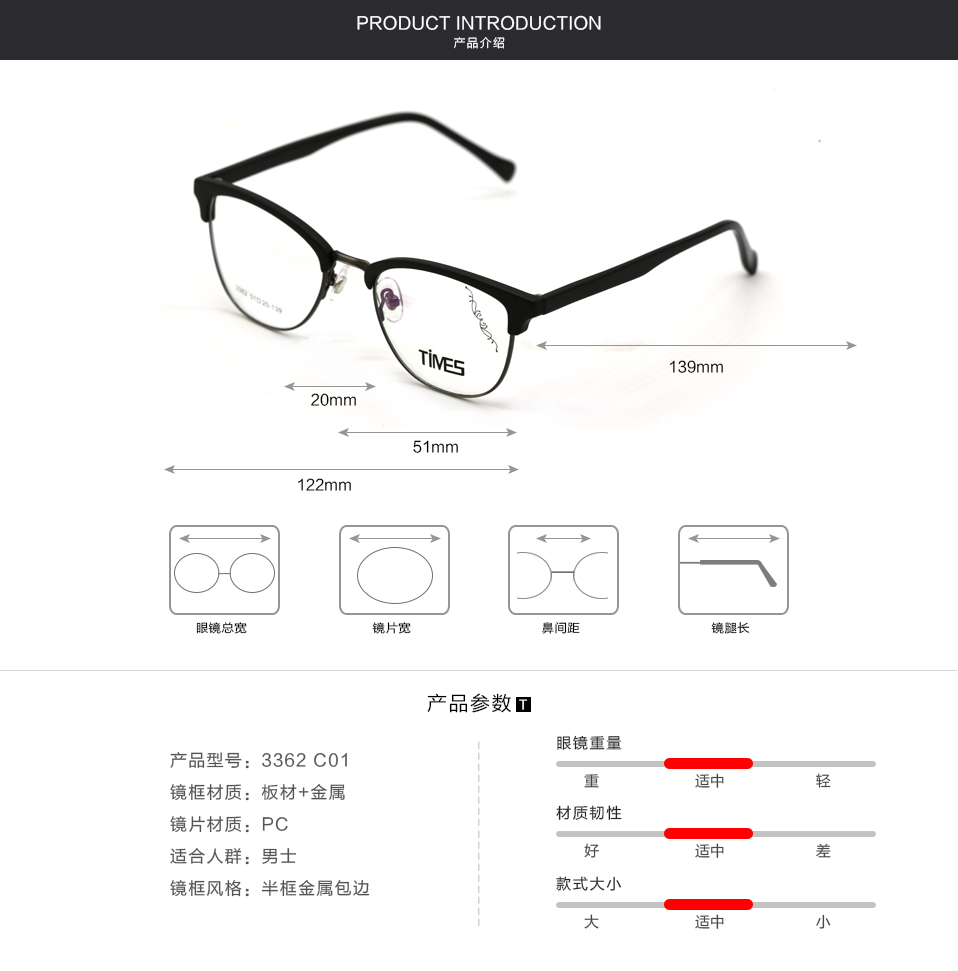 PRODUCT INTRODUCTION
产品介绍
3362 51□20-139
TiMES
139mm
20mm
51mm
122mm
眼镜总宽
镜片宽
鼻间距
镜腿长
产品参数 T
产品型号：3362 C01
镜框材质：板材+金属
镜片材质：PC
适合人群：男士
镜框风格：半框金属包边
眼镜重量
重 适中 轻
材质韧性
好 适中 差
款式大小
大 适中 小